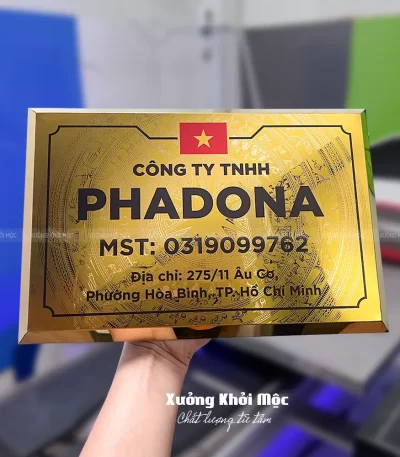 CÔNG TY TNHH
PHADONA
MST: 0319099762
Địa chỉ: 275/11 Âu Cơ,
Phường Hòa Bình, TP. Hồ Chí Minh
Xưởng Khởi Mộc
Chất lượng từ tâm